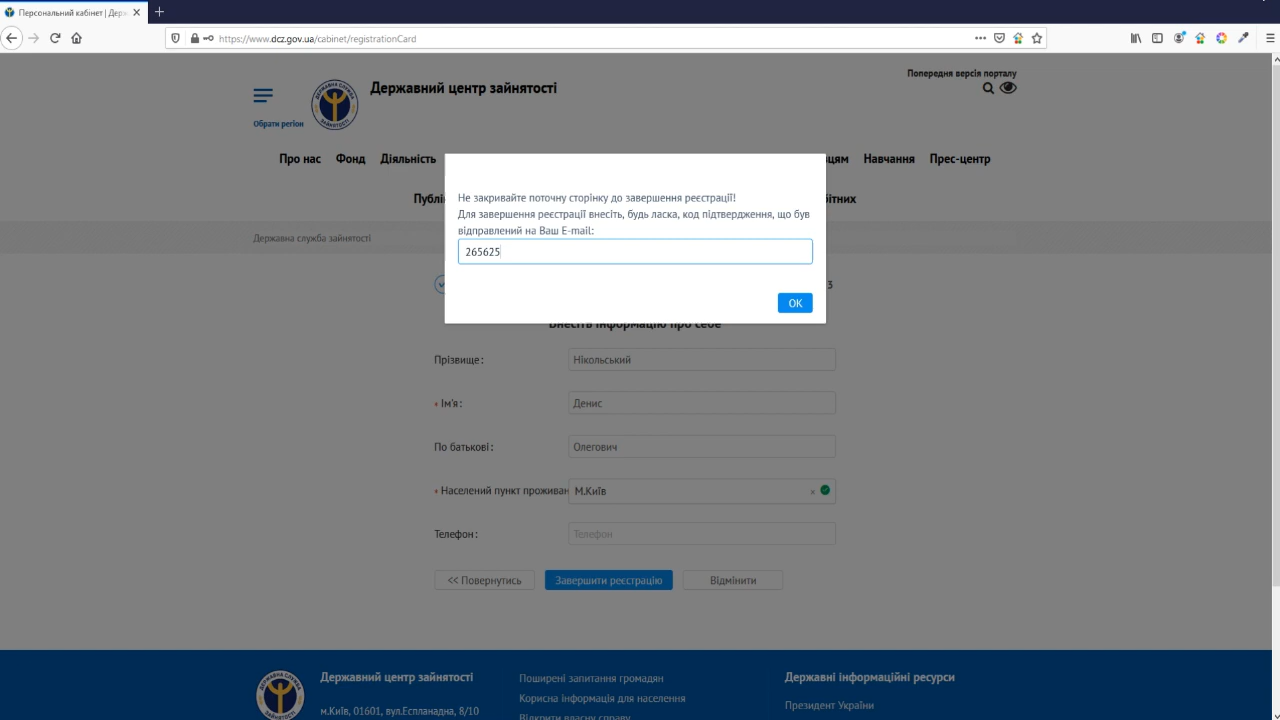 Персональний кабінет | Держ
https://www.dcz.gov.ua/cabinet/registrationCard
Попередня версія порталу
Державний центр зайнятості
Обрати регіон
Про нас Фонд Діяльність цям Навчання Прес-центр
Публі ітних
Державна служба зайнятості
Не закривайте поточну сторінку до завершення реєстрації!
Для завершення реєстрації внесіть, будь ласка, код підтвердження, що був
відправлений на Ваш E-mail:
265625
3
OK
Внесіть інформацію про себе
Прізвище: Нікольський
* Ім'я: Денис
По батькові: Олегович
* Населений пункт проживан М.Київ
Телефон: Телефон
<< Повернутись Завершити реєстрацію Відмінити
Державний центр зайнятості
м.Київ, 01601, вул.Еспланадна, 8/10
Поширені запитання громадян
Корисна інформація для населення
Відкрити власну справу
Державні інформаційні ресурси
Президент України